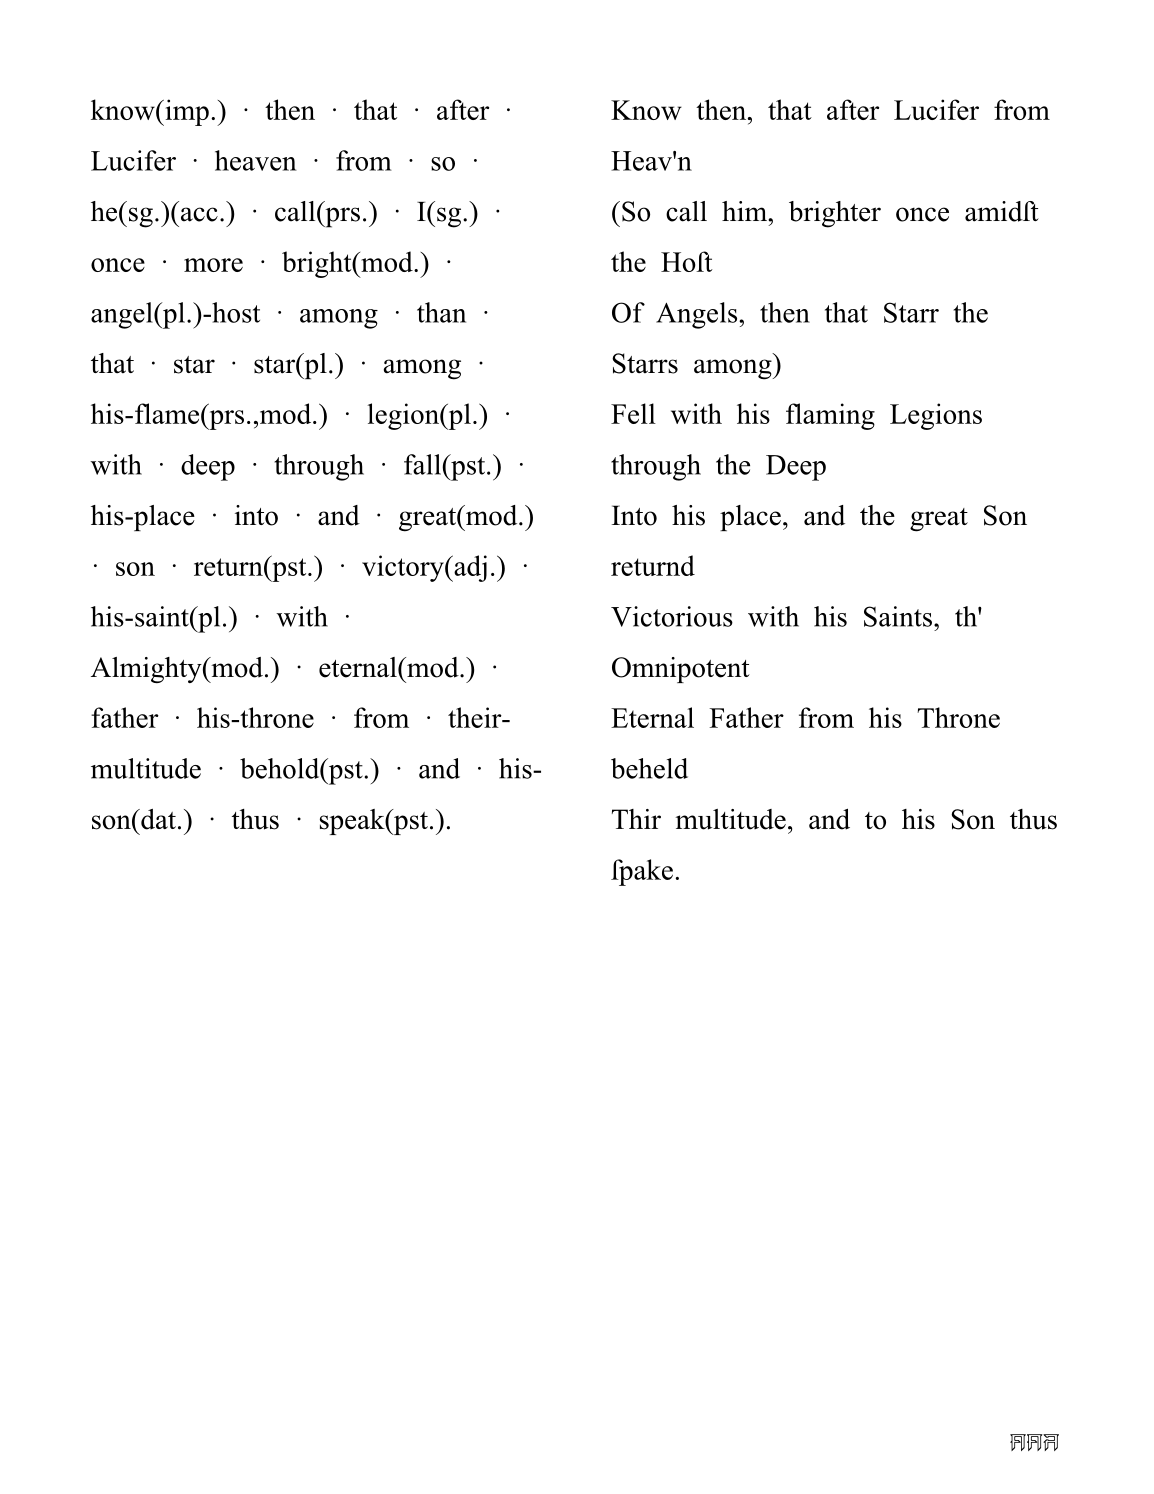 know(imp.) · then · that · after ·
Lucifer · heaven · from · so ·
he(sg.)(acc.) · call(prs.) · I(sg.) ·
once · more · bright(mod.) ·
angel(pl.)-host · among · than ·
that · star · star(pl.) · among ·
his-flame(prs.,mod.) · legion(pl.) ·
with · deep · through · fall(pst.) ·
his-place · into · and · great(mod.)
· son · return(pst.) · victory(adj.) ·
his-saint(pl.) · with ·
Almighty(mod.) · eternal(mod.) ·
father · his-throne · from · their-
multitude · behold(pst.) · and · his-
son(dat.) · thus · speak(pst.).
Know then, that after Lucifer from
Heav'n
(So call him, brighter once amidſt
the Hoſt
Of Angels, then that Starr the
Starrs among)
Fell with his flaming Legions
through the Deep
Into his place, and the great Son
returnd
Victorious with his Saints, th'
Omnipotent
Eternal Father from his Throne
beheld
Thir multitude, and to his Son thus
ſpake.